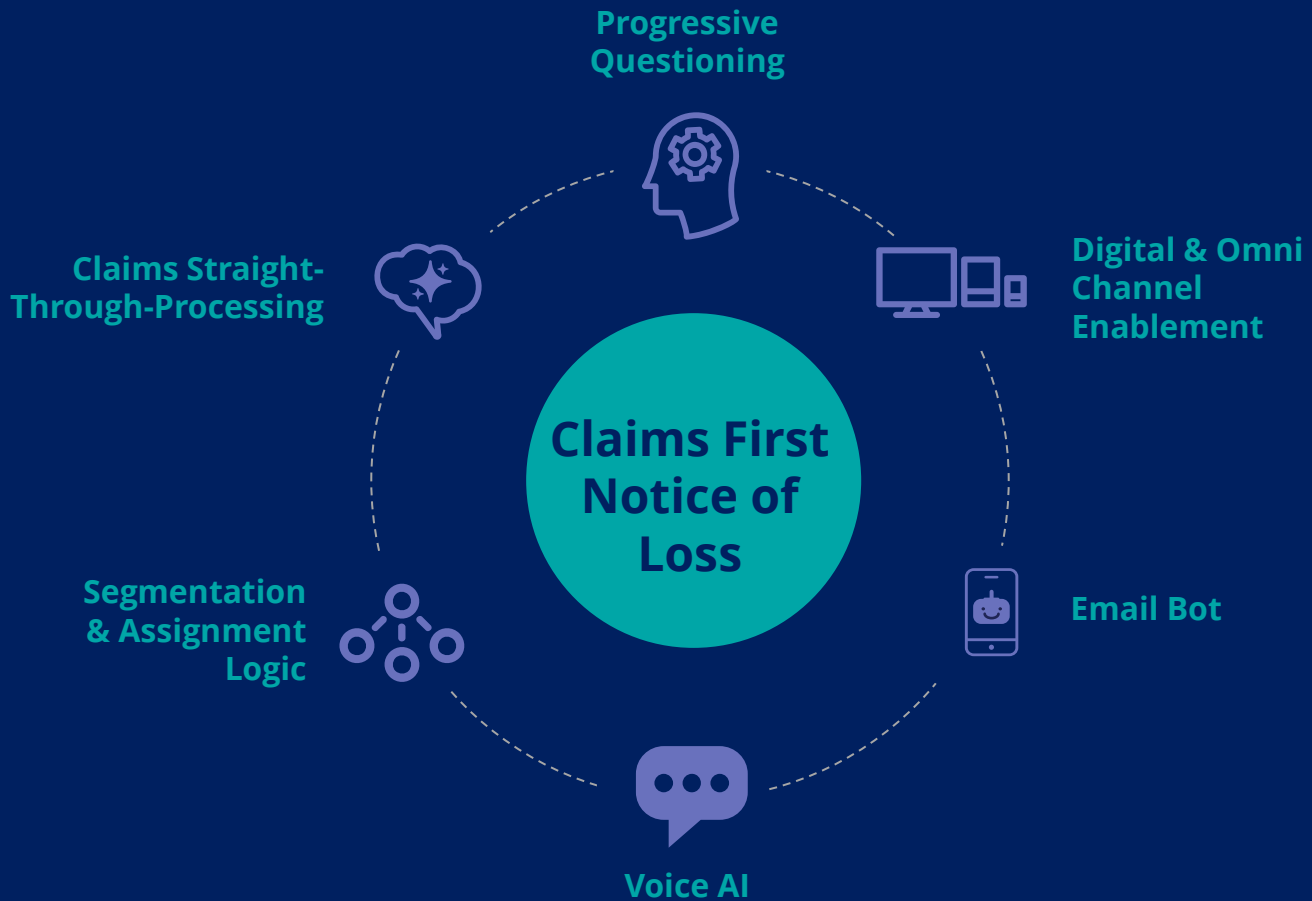 Progressive
Questioning
Digital & Omni
Channel
Enablement
Email Bot
Voice AI
Segmentation
& Assignment
Logic
Claims Straight-
Through-Processing
Claims First
Notice of
Loss